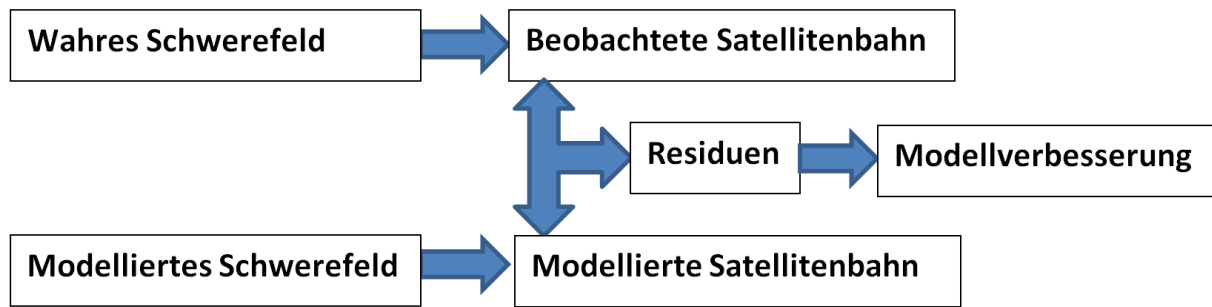 Wahres Schwerefeld
Beobachtete Satellitenbahn
Residuen
Modellverbesserung
Modelliertes Schwerefeld
Modellierte Satellitenbahn